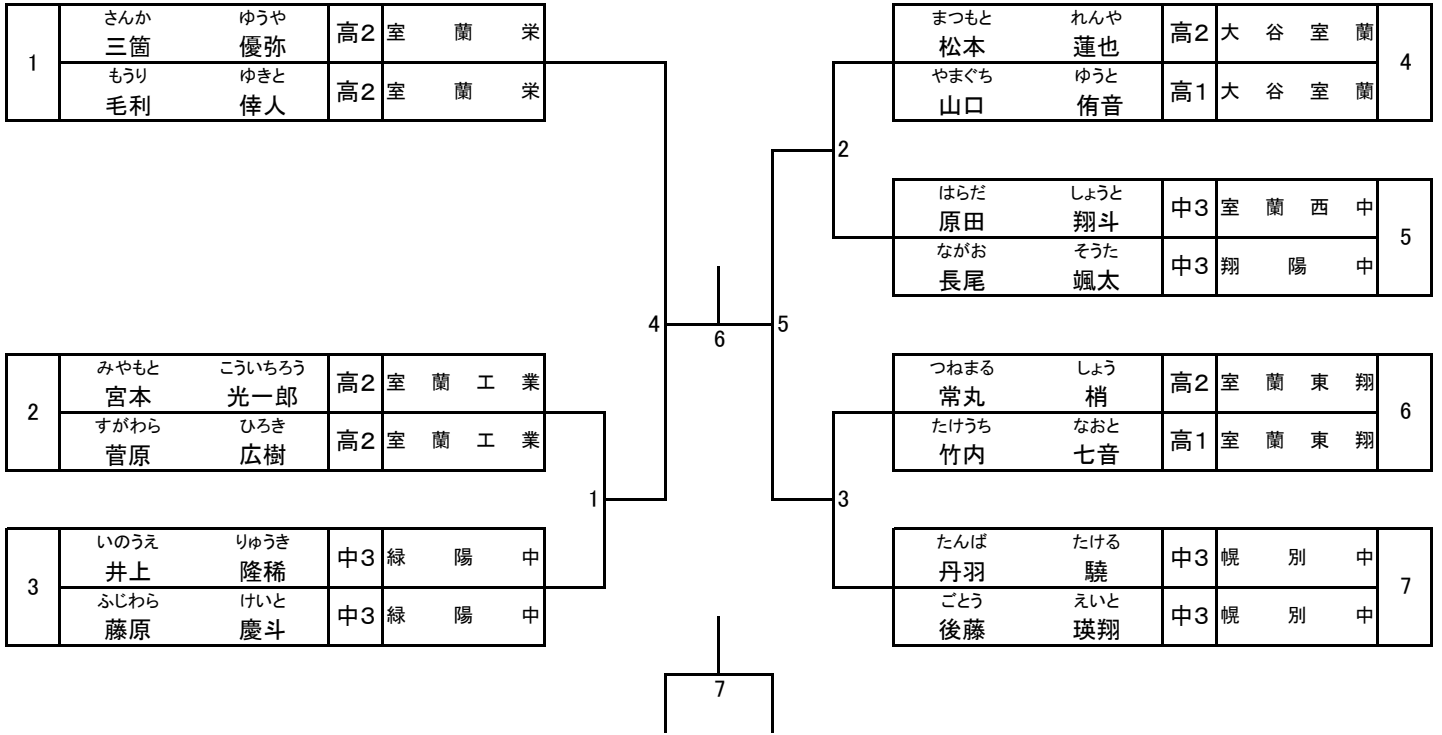 さんか ゆうや
1 三箇 優弥 高2 室蘭栄
もうり ゆきと
毛利 倖人 高2 室蘭栄
みやもと こういちろう
2 宮本 光一郎 高2 室蘭工業
すがわら ひろき
菅原 広樹 高2 室蘭工業
いのうえ りゅうき
3 井上 隆稀 中3 緑陽中
ふじわら けいと
藤原 慶斗 中3 緑陽中
1
4
6
7
5
2
3
まつもと れんや
松本 蓮也 高2 大谷室蘭 4
やまぐち ゆうと
山口 侑音 高1 大谷室蘭
はらだ しょうと
原田 翔斗 中3 室蘭西中 5
ながお そうた
長尾 颯太 中3 翔陽中
つねまる しょう
常丸 梢 高2 室蘭東翔 6
たけうち なおと
竹内 七音 高1 室蘭東翔
たんば たける
丹羽 驍 中3 幌別中 7
ごとう えいと
後藤 瑛翔 中3 幌別中